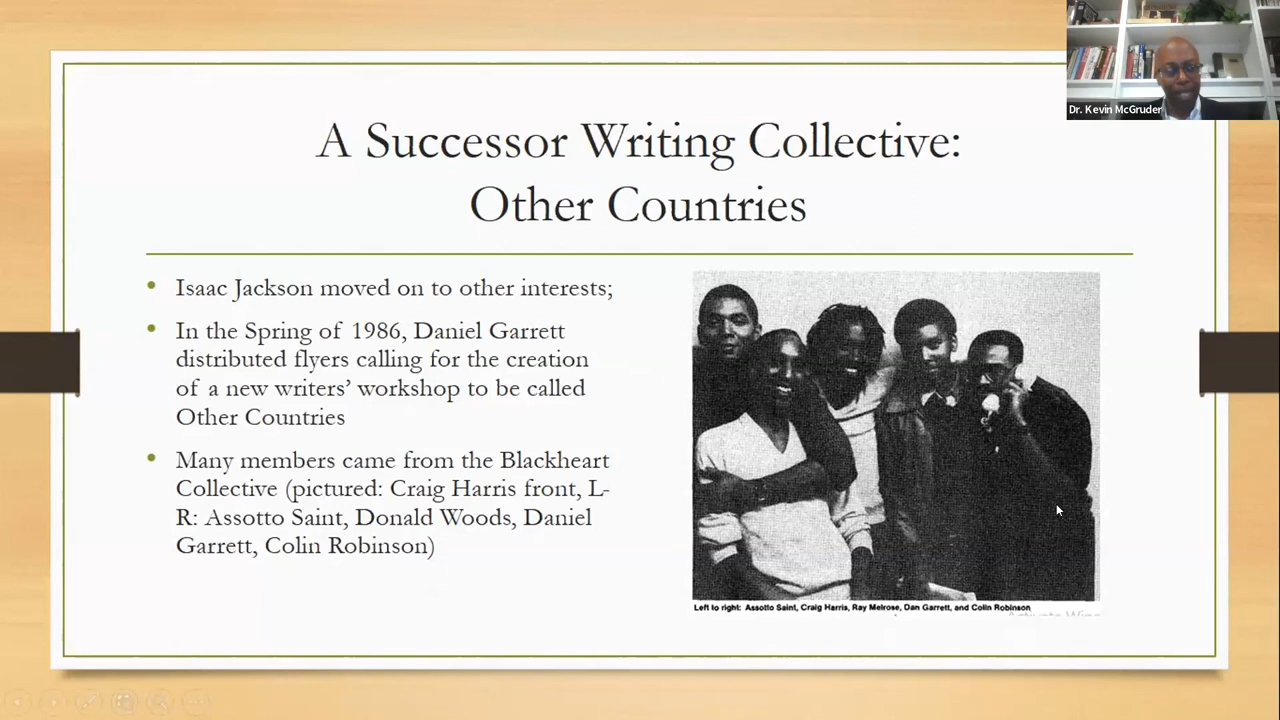 Dr. Kevin McGruder
A Successor Writing Collective:
Other Countries
• Isaac Jackson moved on to other interests;
• In the Spring of 1986, Daniel Garrett
distributed flyers calling for the creation
of a new writers’ workshop to be called
Other Countries
• Many members came from the Blackheart
Collective (pictured: Craig Harris front, L-
R: Assotto Saint, Donald Woods, Daniel
Garrett, Colin Robinson)
Left to right: Assotto Saint, Craig Harris, Ray Melrose, Dan Garrett, and Colin Robinson